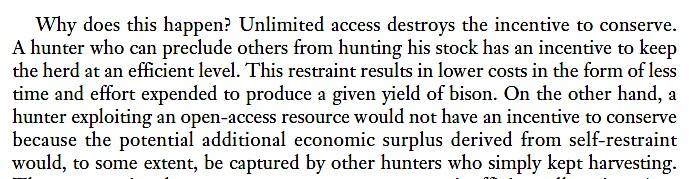 Why does this happen? Unlimited access destroys the incentive to conserve.
A hunter who can preclude others from hunting his stock has an incentive to keep
the herd at an efficient level. This restraint results in lower costs in the form of less
time and effort expended to produce a given yield of bison. On the other hand, a
hunter exploiting an open-access resource would not have an incentive to conserve
because the potential additional economic surplus derived from self-restraint
would, to some extent, be captured by other hunters who simply kept harvesting.